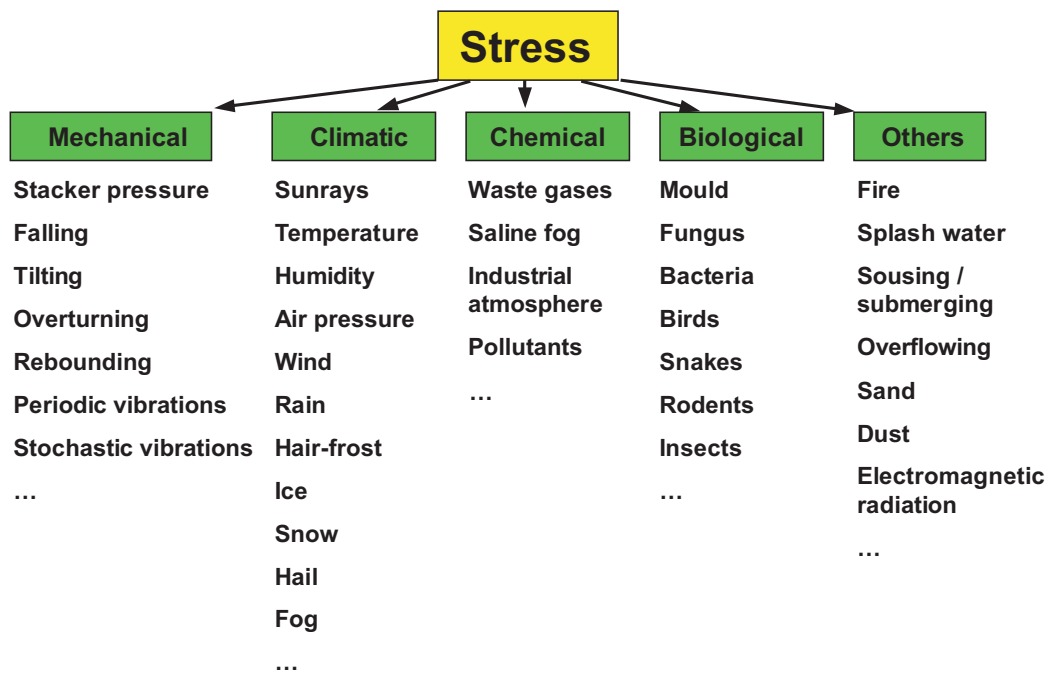 Stress
Mechanical
Stacker pressure
Falling
Tilting
Overturning
Rebounding
Periodic vibrations
Stochastic vibrations
…
Climatic
Sunrays
Temperature
Humidity
Air pressure
Wind
Rain
Hair-frost
Ice
Snow
Hail
Fog
…
Chemical
Waste gases
Saline fog
Industrial
atmosphere
Pollutants
…
Biological
Mould
Fungus
Bacteria
Birds
Snakes
Rodents
Insects
…
Others
Fire
Splash water
Sousing /
submerging
Overflowing
Sand
Dust
Electromagnetic
radiation
…